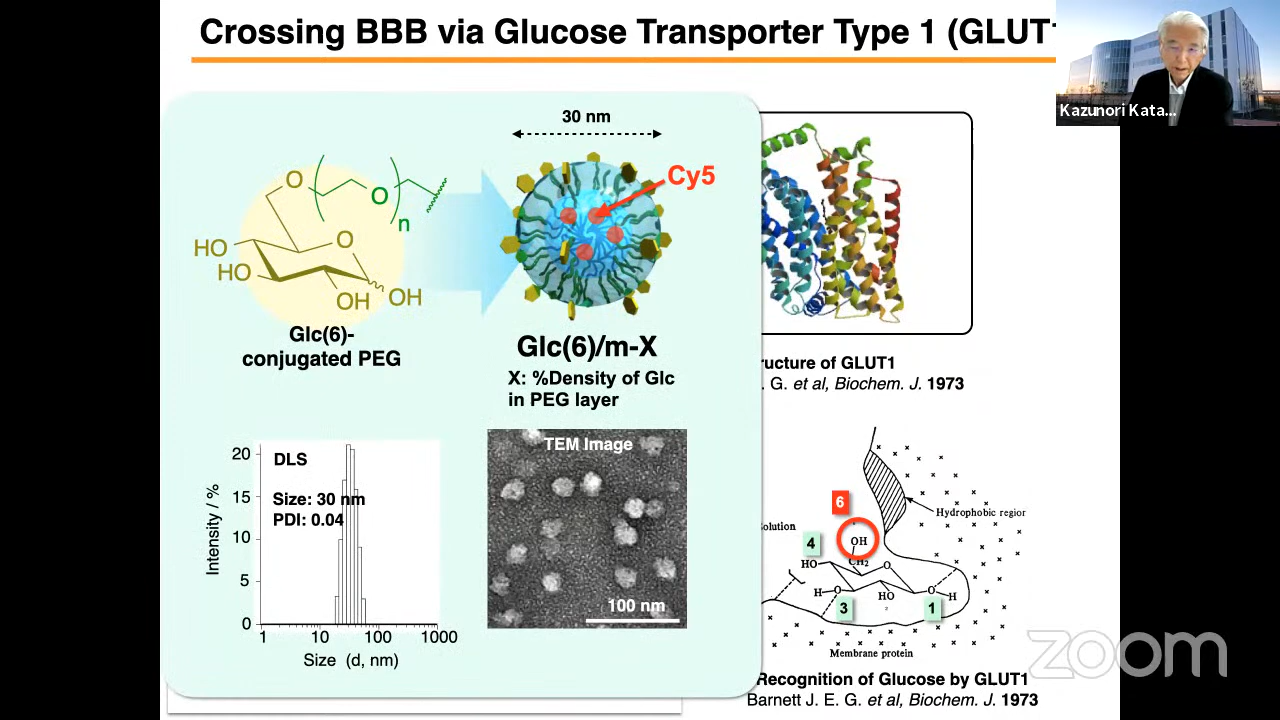 Crossing BBB via Glucose Transporter Type 1 (GLUT1
Kazunori Kata...
30 nm
Cy5
O
O
n
O
HO
HO
OH
OH
Glc(6)-
conjugated PEG
Glc(6)/m-X
X: %Density of Glc
in PEG layer
ructure of GLUT1
. G. et al, Biochem. J. 1973
DLS
Size: 30 nm
PDI: 0.04
Intensity / %
20
15
10
5
0
1
10
100
1000
Size (d, nm)
TEM Image
100 nm
6
Hydrophobic region
olution
4
OH
CH2
HO
O
H
O
HO
2
O
H
3
1
Membrane protein
Recognition of Glucose by GLUT1
Barnett J. E. G. et al, Biochem. J. 1973
zoom